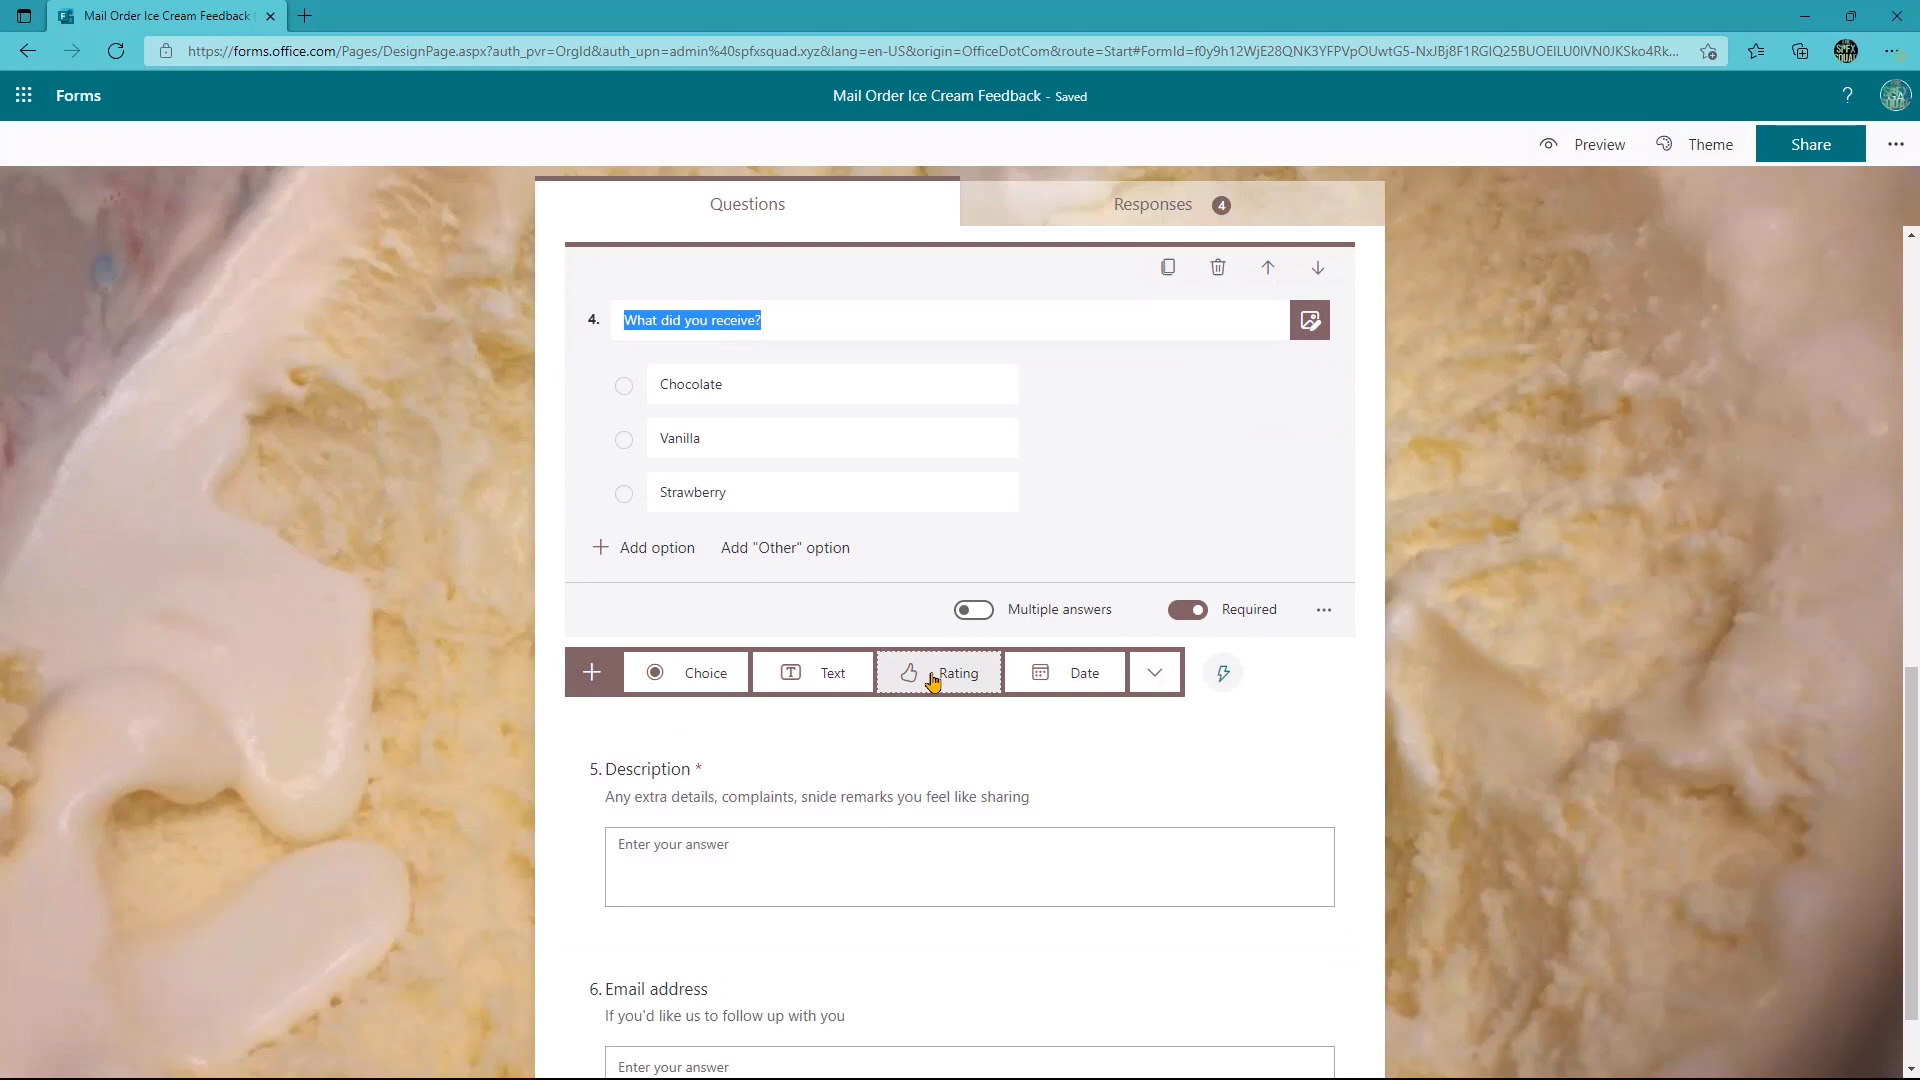 Mail Order Ice Cream Feedback
https://forms.office.com/Pages/DesignPage.aspx?auth_pvr=OrgId&auth_upn=admin%40spfxsquad.xyz&lang=en-US&origin=OfficeDotCom&route=Start#FormId=
Forms
Mail Order Ice Cream Feedback - Saved
?
GA
Preview
Theme
Share
Questions
Responses 4
4. What did you receive?
Chocolate
Vanilla
Strawberry
Add option Add "Other" option
Multiple answers Required
Choice Text Rating Date
5. Description *
Any extra details, complaints, snide remarks you feel like sharing
Enter your answer
6. Email address
If you'd like us to follow up with you
Enter your answer